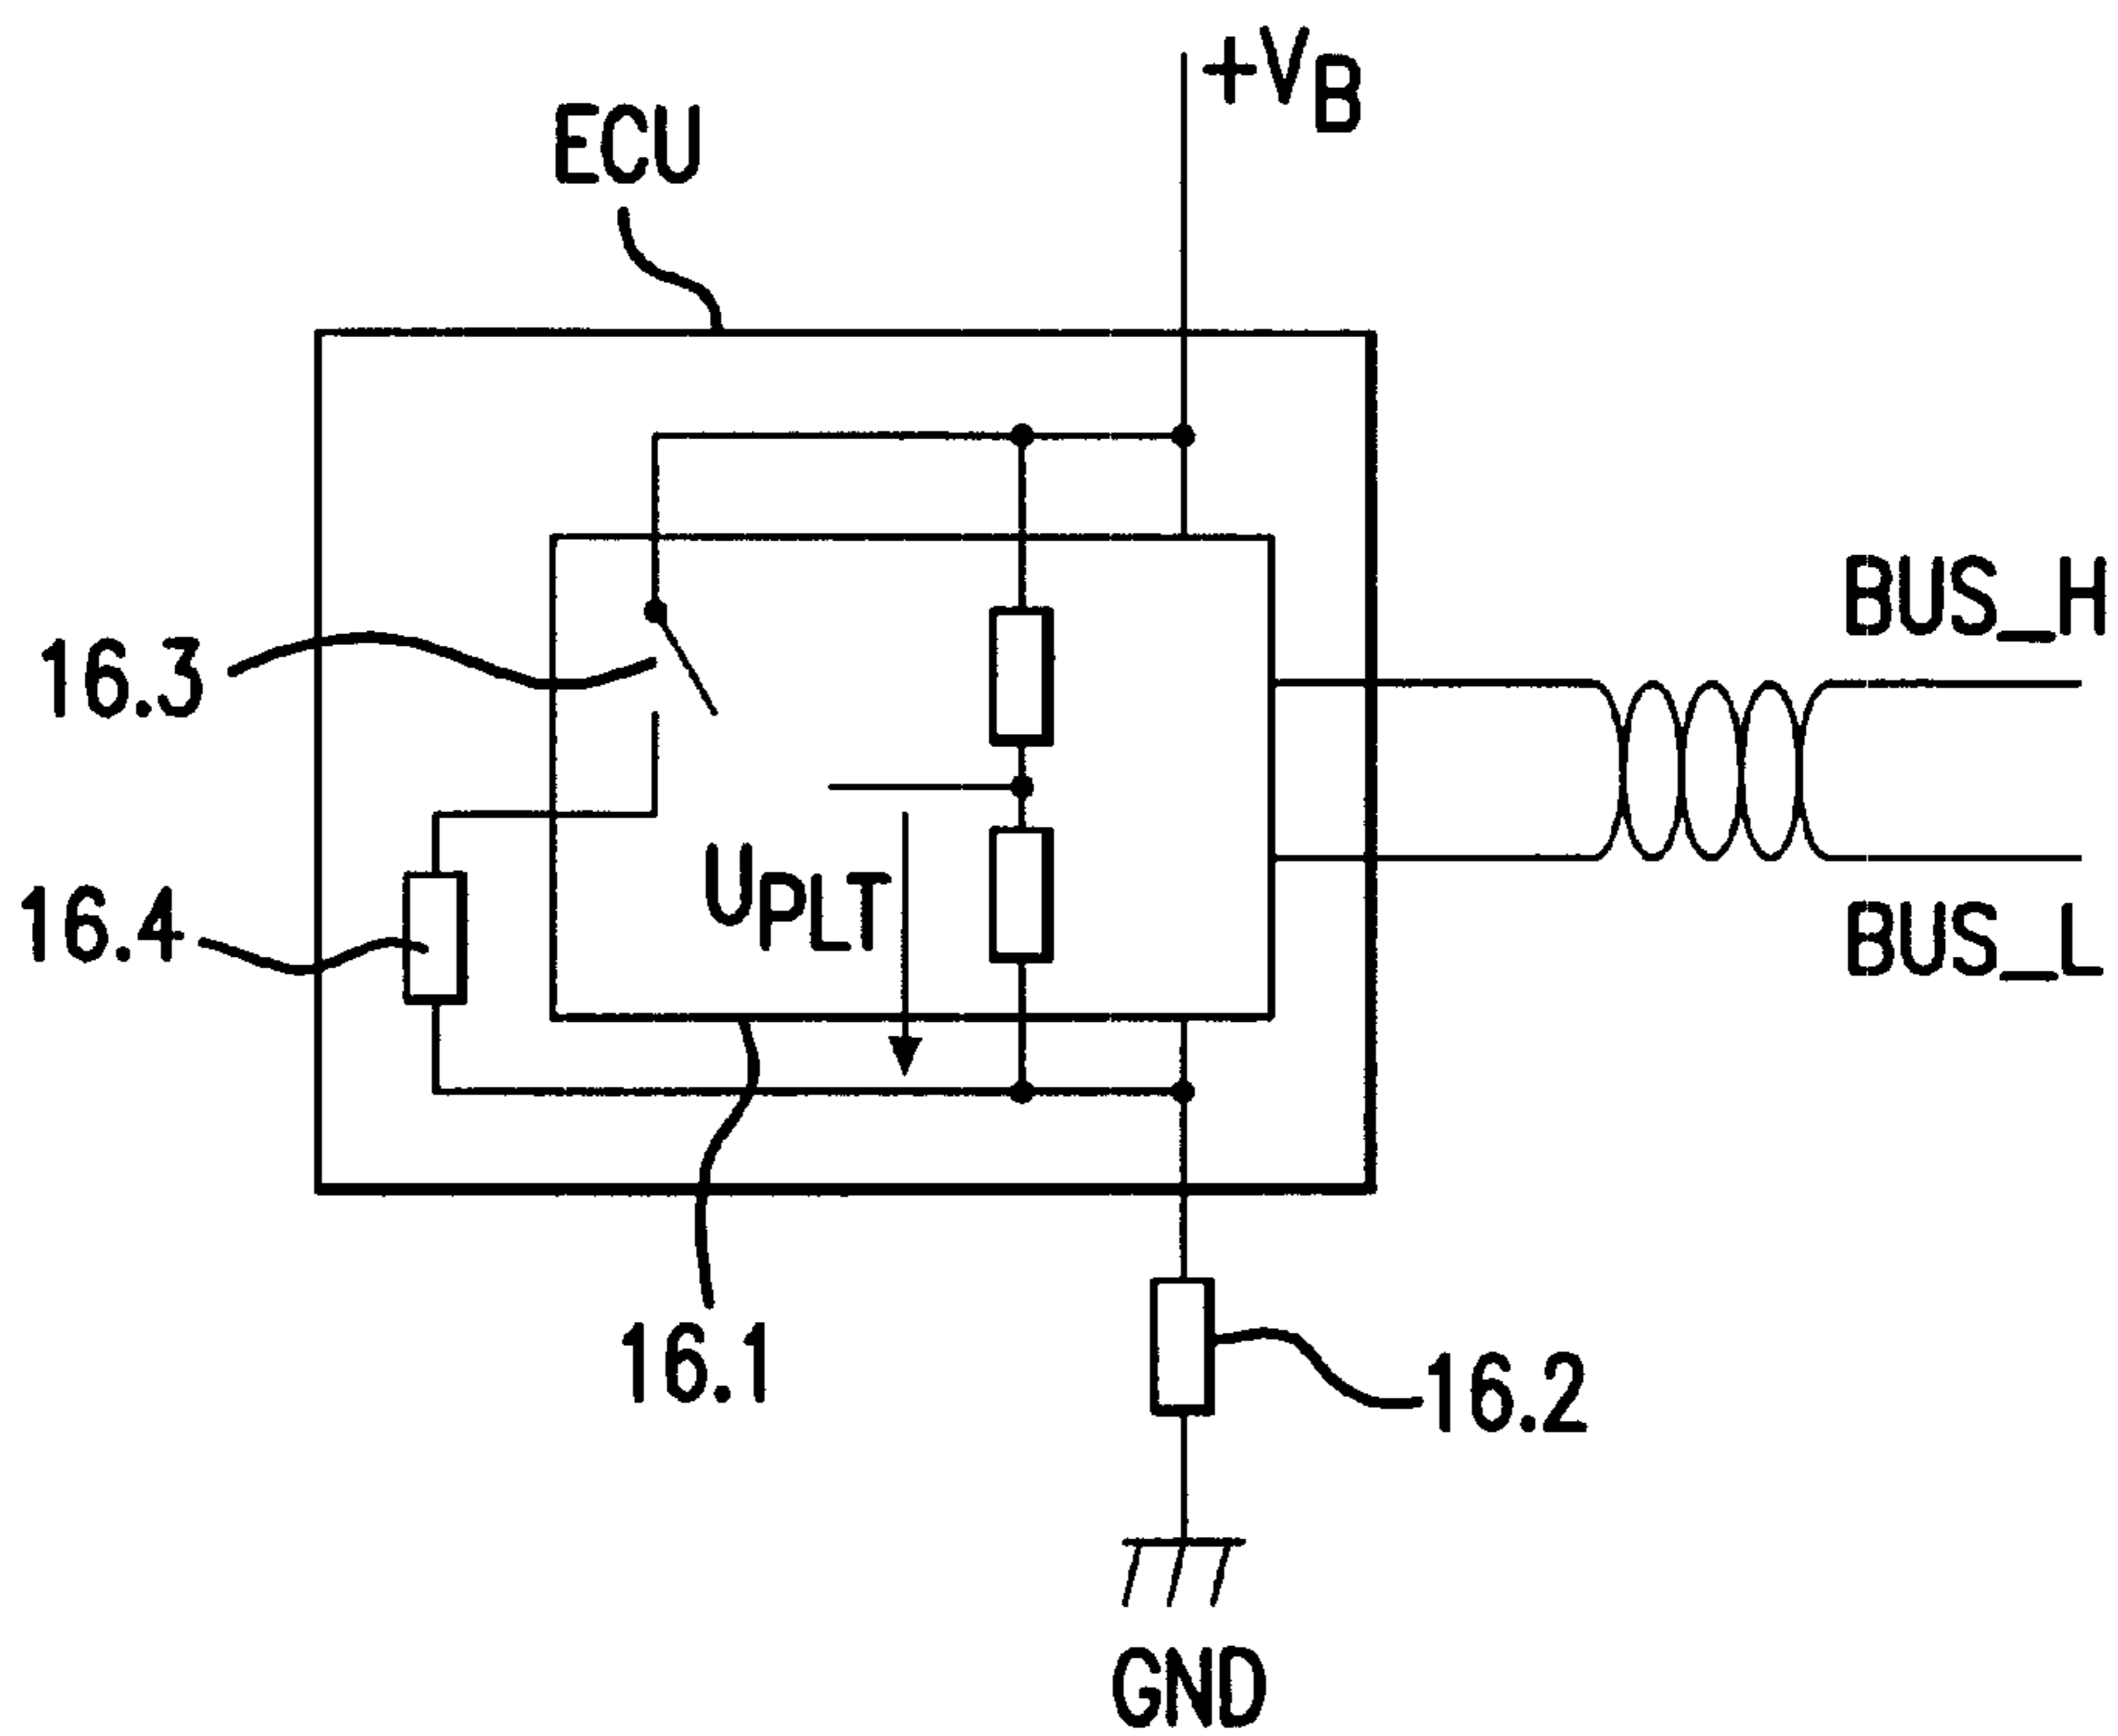 +VB
ECU
BUS_H
16.3
UPLT
16.4
BUS_L
16.1
16.2
GND